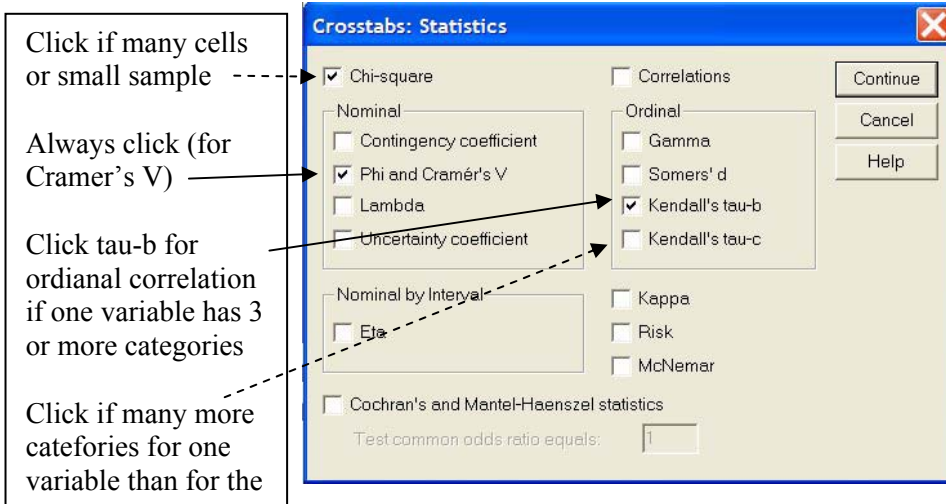 Click if many cells
or small sample
Always click (for
Cramer's V)
Click tau-b for
ordianal correlation
if one variable has 3
or more categories
Click if many more
catefories for one
variable than for the
Crosstabs: Statistics
Chi-square
Correlations
Continue
Cancel
Help
Nominal
Contingency coefficient
Phi and Cramér's V
Lambda
Uncertainty coefficient
Ordinal
Gamma
Somers' d
Kendall's tau-b
Kendall's tau-c
Nominal by Interval
Eta
Kappa
Risk
McNemar
Cochran's and Mantel-Haenszel statistics
Test common odds ratio equals: 1